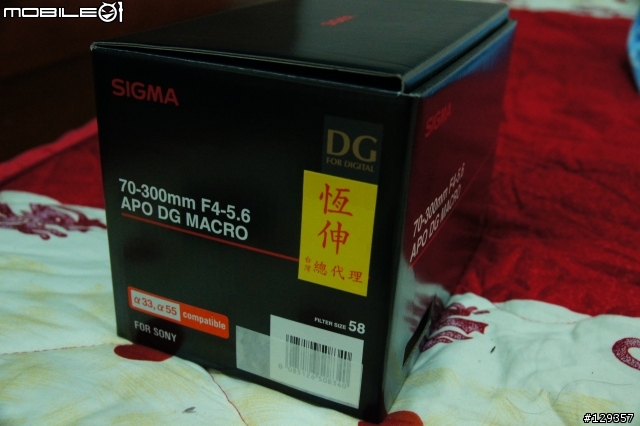 MOBILE01
SIGMA
DG
FOR DIGITAL
70-300mm F4-5.6
APO DG MACRO
恆伸
台灣總代理
α33, α55 compatible
FOR SONY
FILTER SIZE 58
SIGMA
70-300mm F4-5.6
APO DG MACRO
#129357